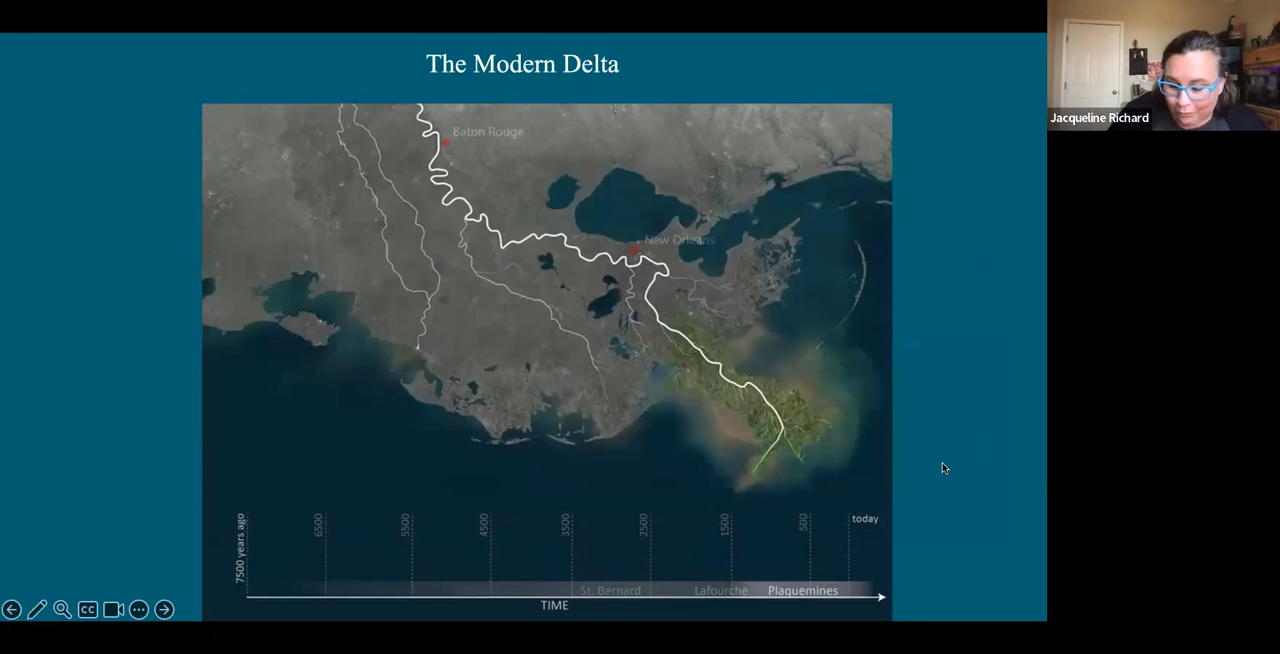 The Modern Delta
Jacqueline Richard
Baton Rouge
New Orleans
7500 years ago
6500
5500
4500
3500
2500
1500
500
today
St. Bernard
Lafourche
Plaquemines
TIME
CC